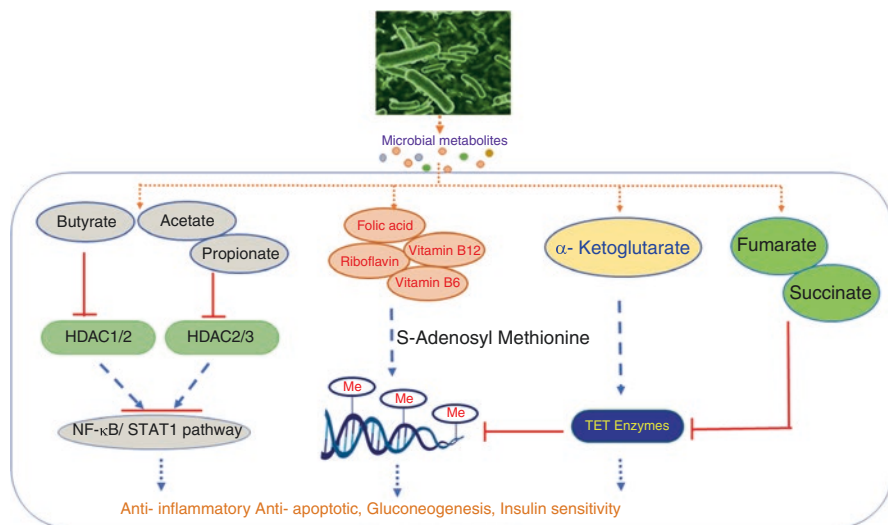 Microbial metabolites
Butyrate
Acetate
Propionate
Folic acid
Riboflavin
Vitamin B12
Vitamin B6
α- Ketoglutarate
Fumarate
Succinate
HDAC1/2
HDAC2/3
S-Adenosyl Methionine
Me
Me
Me
NF-κB/ STAT1 pathway
TET Enzymes
Anti- inflammatory Anti- apoptotic, Gluconeogenesis, Insulin sensitivity